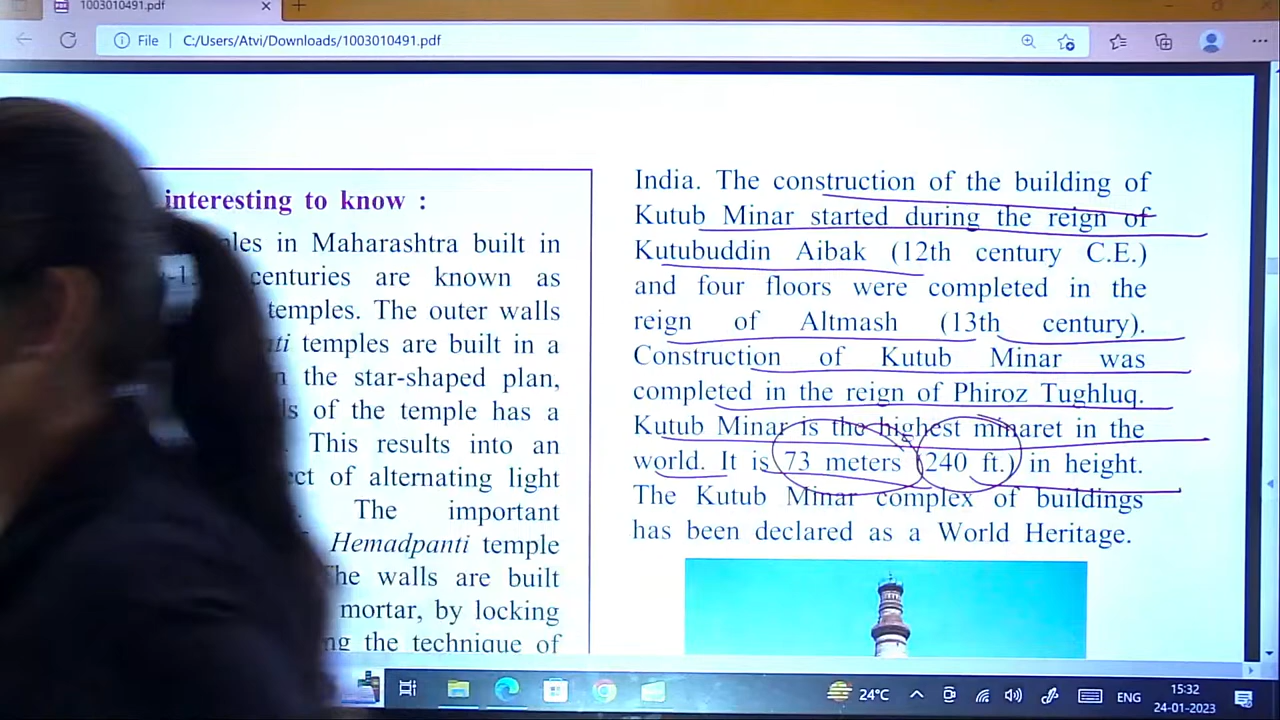 1003010491.pdf
File | C:/Users/Atvi/Downloads/1003010491.pdf
interesting to know :
in Maharashtra built in
centuries are known as
temples. The outer walls
temples are built in a
the star-shaped plan,
of the temple has a
This results into an
of alternating light
The important
Hemadpanti temple
walls are built
mortar, by locking
the technique of
India. The construction of the building of
Kutub Minar started during the reign of
Kutubuddin Aibak (12th century C.E.)
and four floors were completed in the
reign of Altmash (13th century).
Construction of Kutub Minar was
completed in the reign of Phiroz Tughluq.
Kutub Minar is the highest minaret in the
world. It is 73 meters (240 ft.) in height.
The Kutub Minar complex of buildings
has been declared as a World Heritage.
24°C
ENG
15:32
24-01-2023